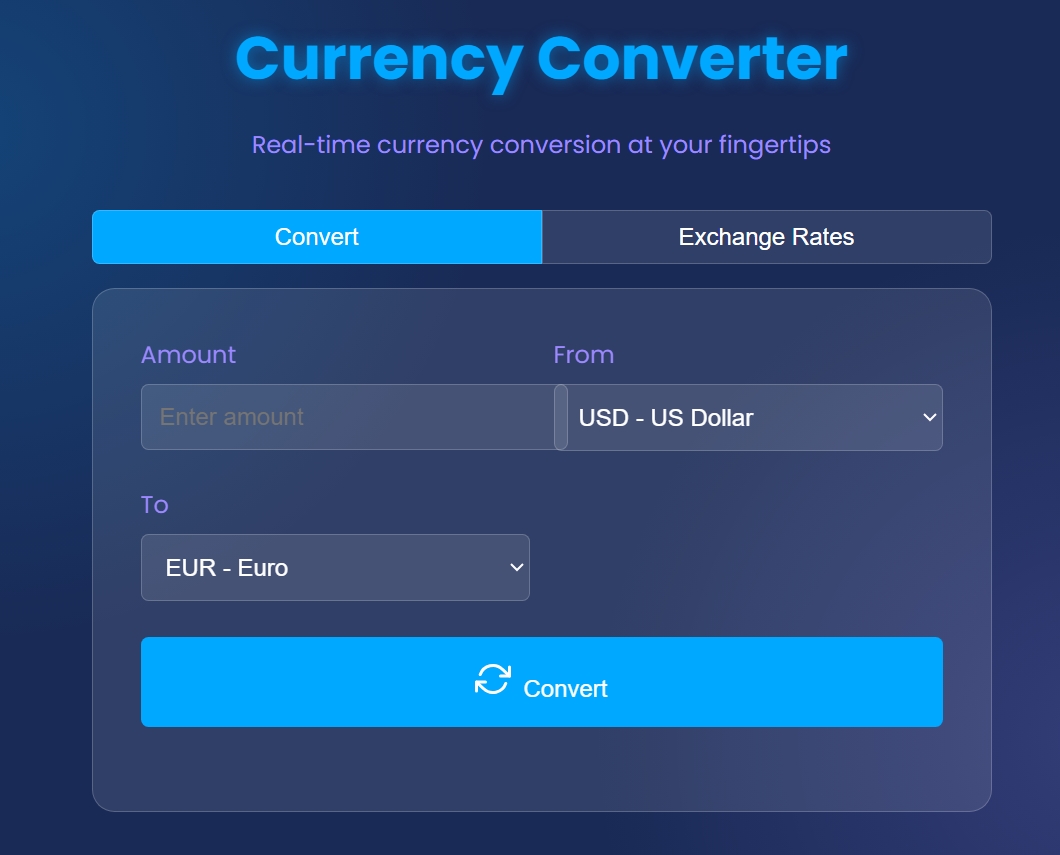 Currency Converter
Real-time currency conversion at your fingertips
Convert
Exchange Rates
Amount
From
Enter amount
USD - US Dollar
To
EUR - Euro
Convert